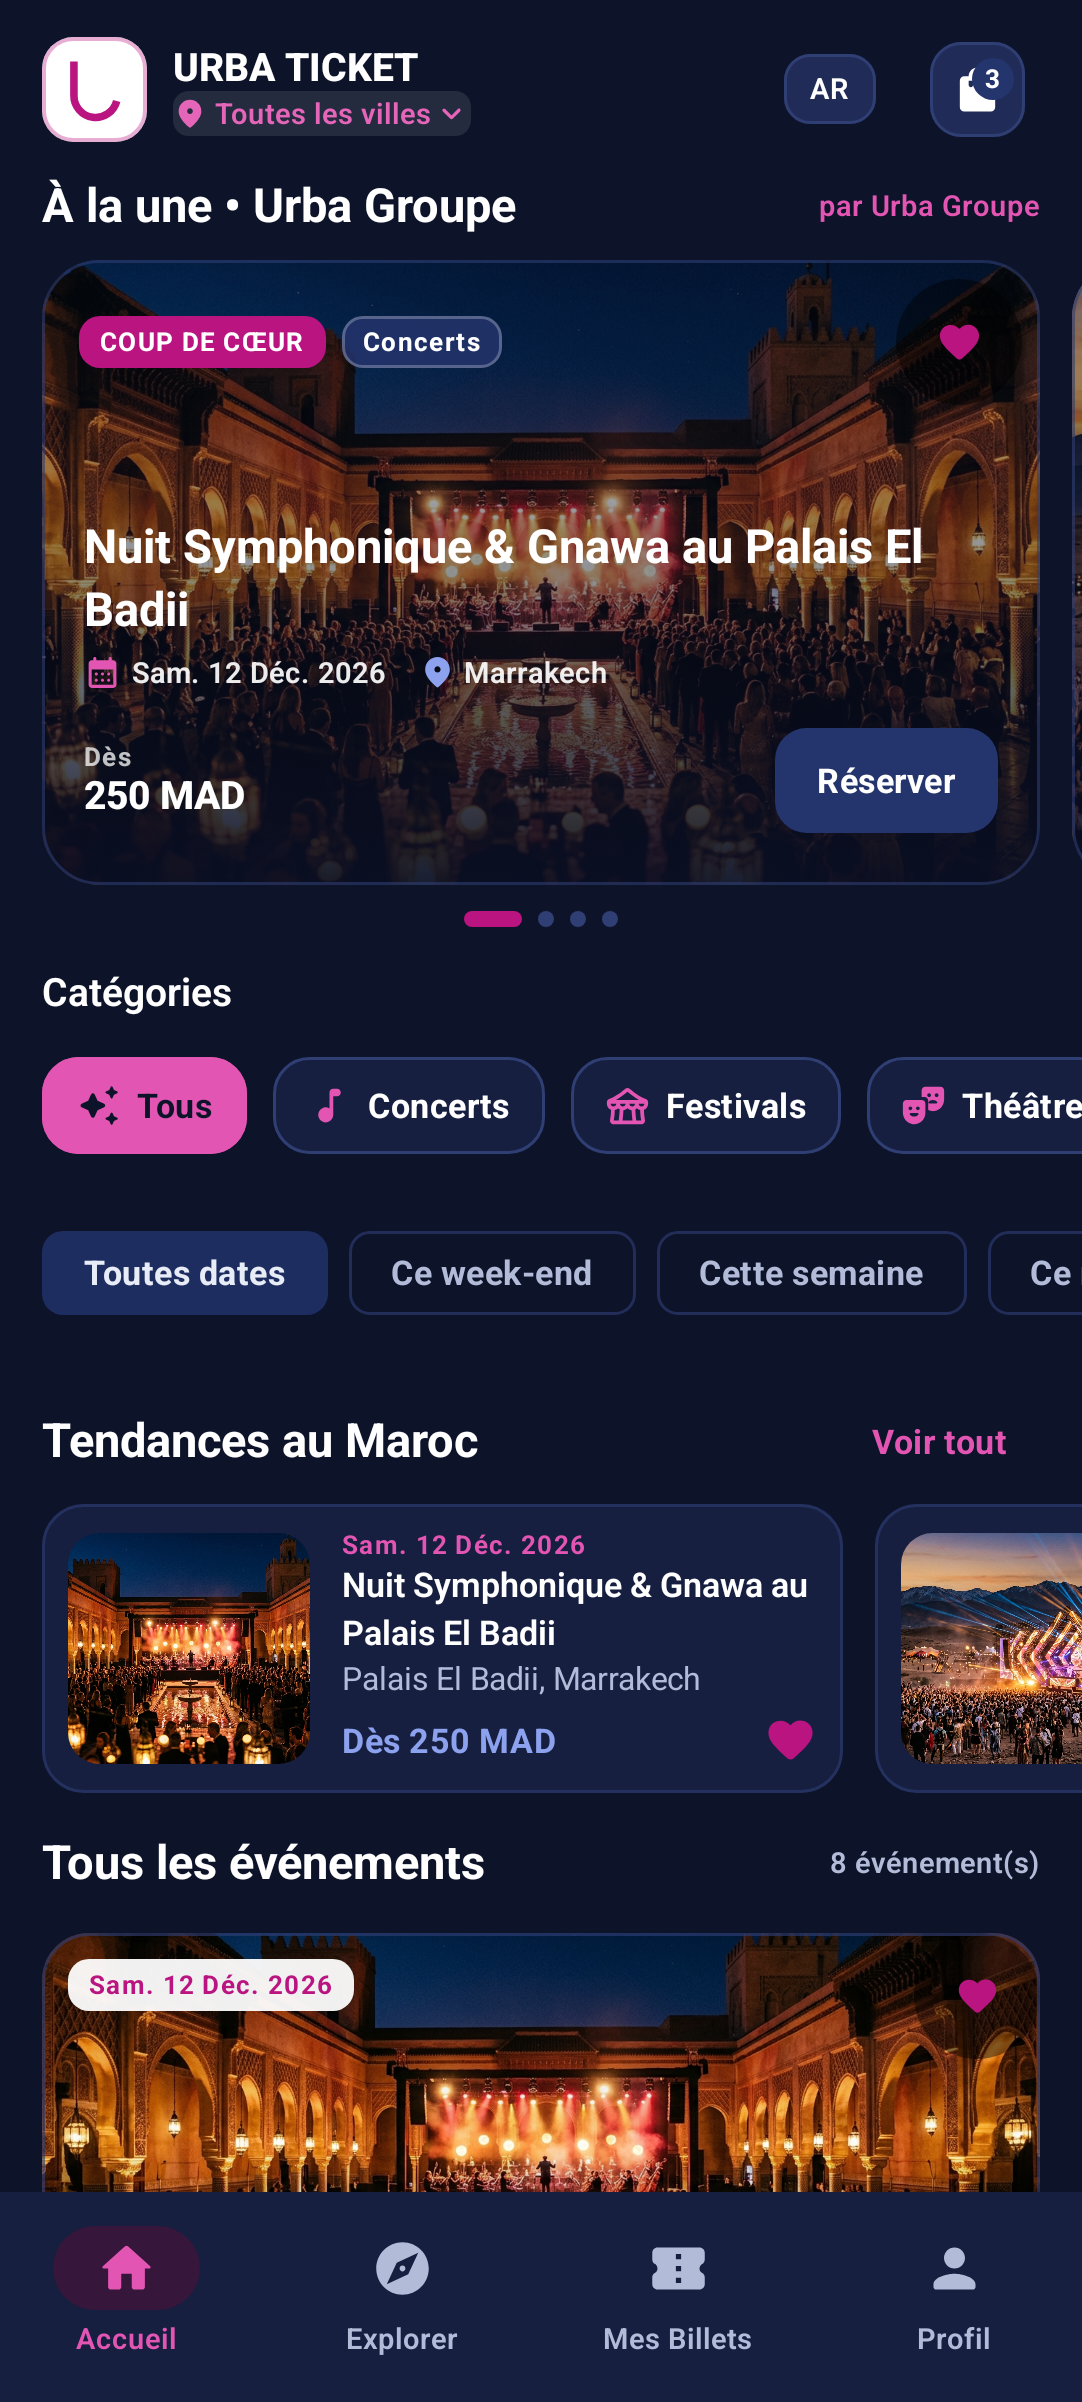 URBA TICKET
Toutes les villes
AR
3
À la une • Urba Groupe
par Urba Groupe
COUP DE CŒUR
Concerts
Nuit Symphonique & Gnawa au Palais El
Badii
Sam. 12 Déc. 2026
Marrakech
Dès
250 MAD
Réserver
Catégories
Tous
Concerts
Festivals
Théâtre
Toutes dates
Ce week-end
Cette semaine
Ce
Tendances au Maroc
Voir tout
Sam. 12 Déc. 2026
Nuit Symphonique & Gnawa au
Palais El Badii
Palais El Badii, Marrakech
Dès 250 MAD
Tous les événements
8 événement(s)
Sam. 12 Déc. 2026
Accueil
Explorer
Mes Billets
Profil